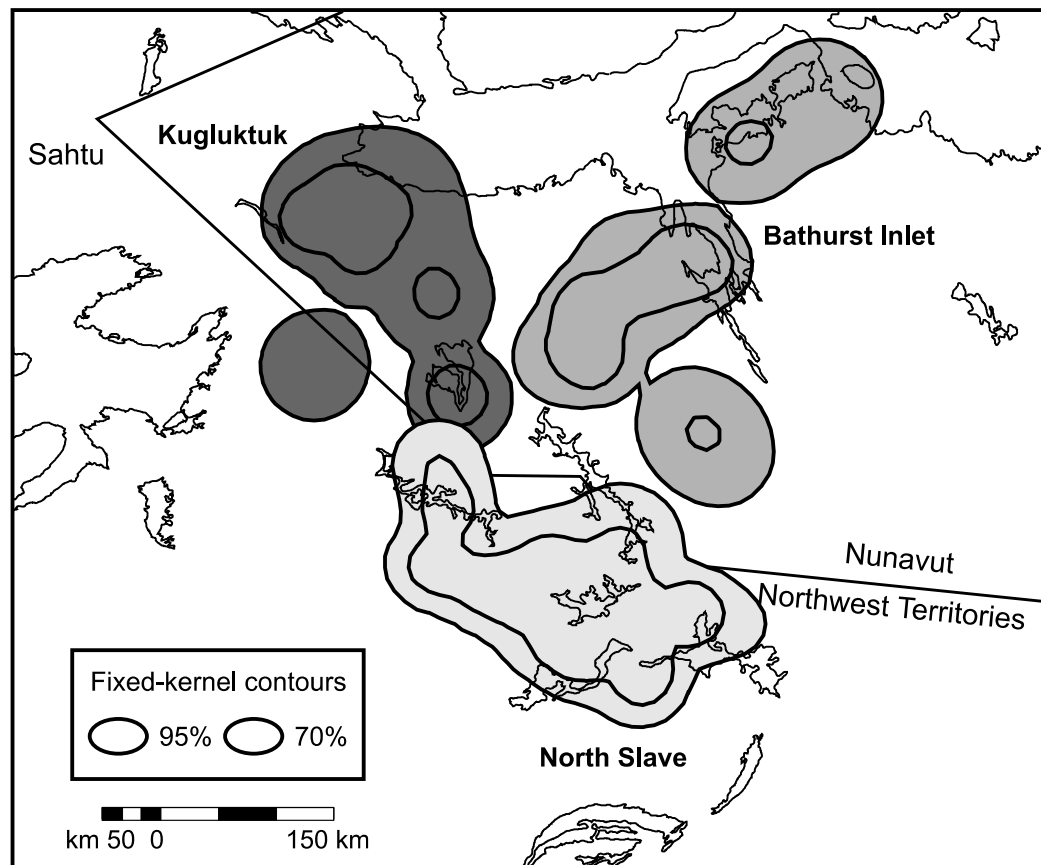 Kugluktuk
Sahtu
Bathurst Inlet
Nunavut
Northwest Territories
Fixed-kernel contours
95% 70%
North Slave
km 50 0 150 km